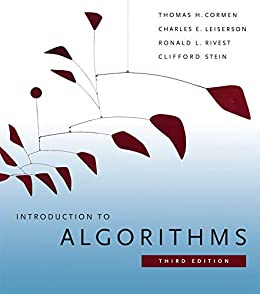 THOMAS H. CORMEN
CHARLES E. LEISERSON
RONALD L. RIVEST
CLIFFORD STEIN
INTRODUCTION TO
ALGORITHMS
THIRD EDITION